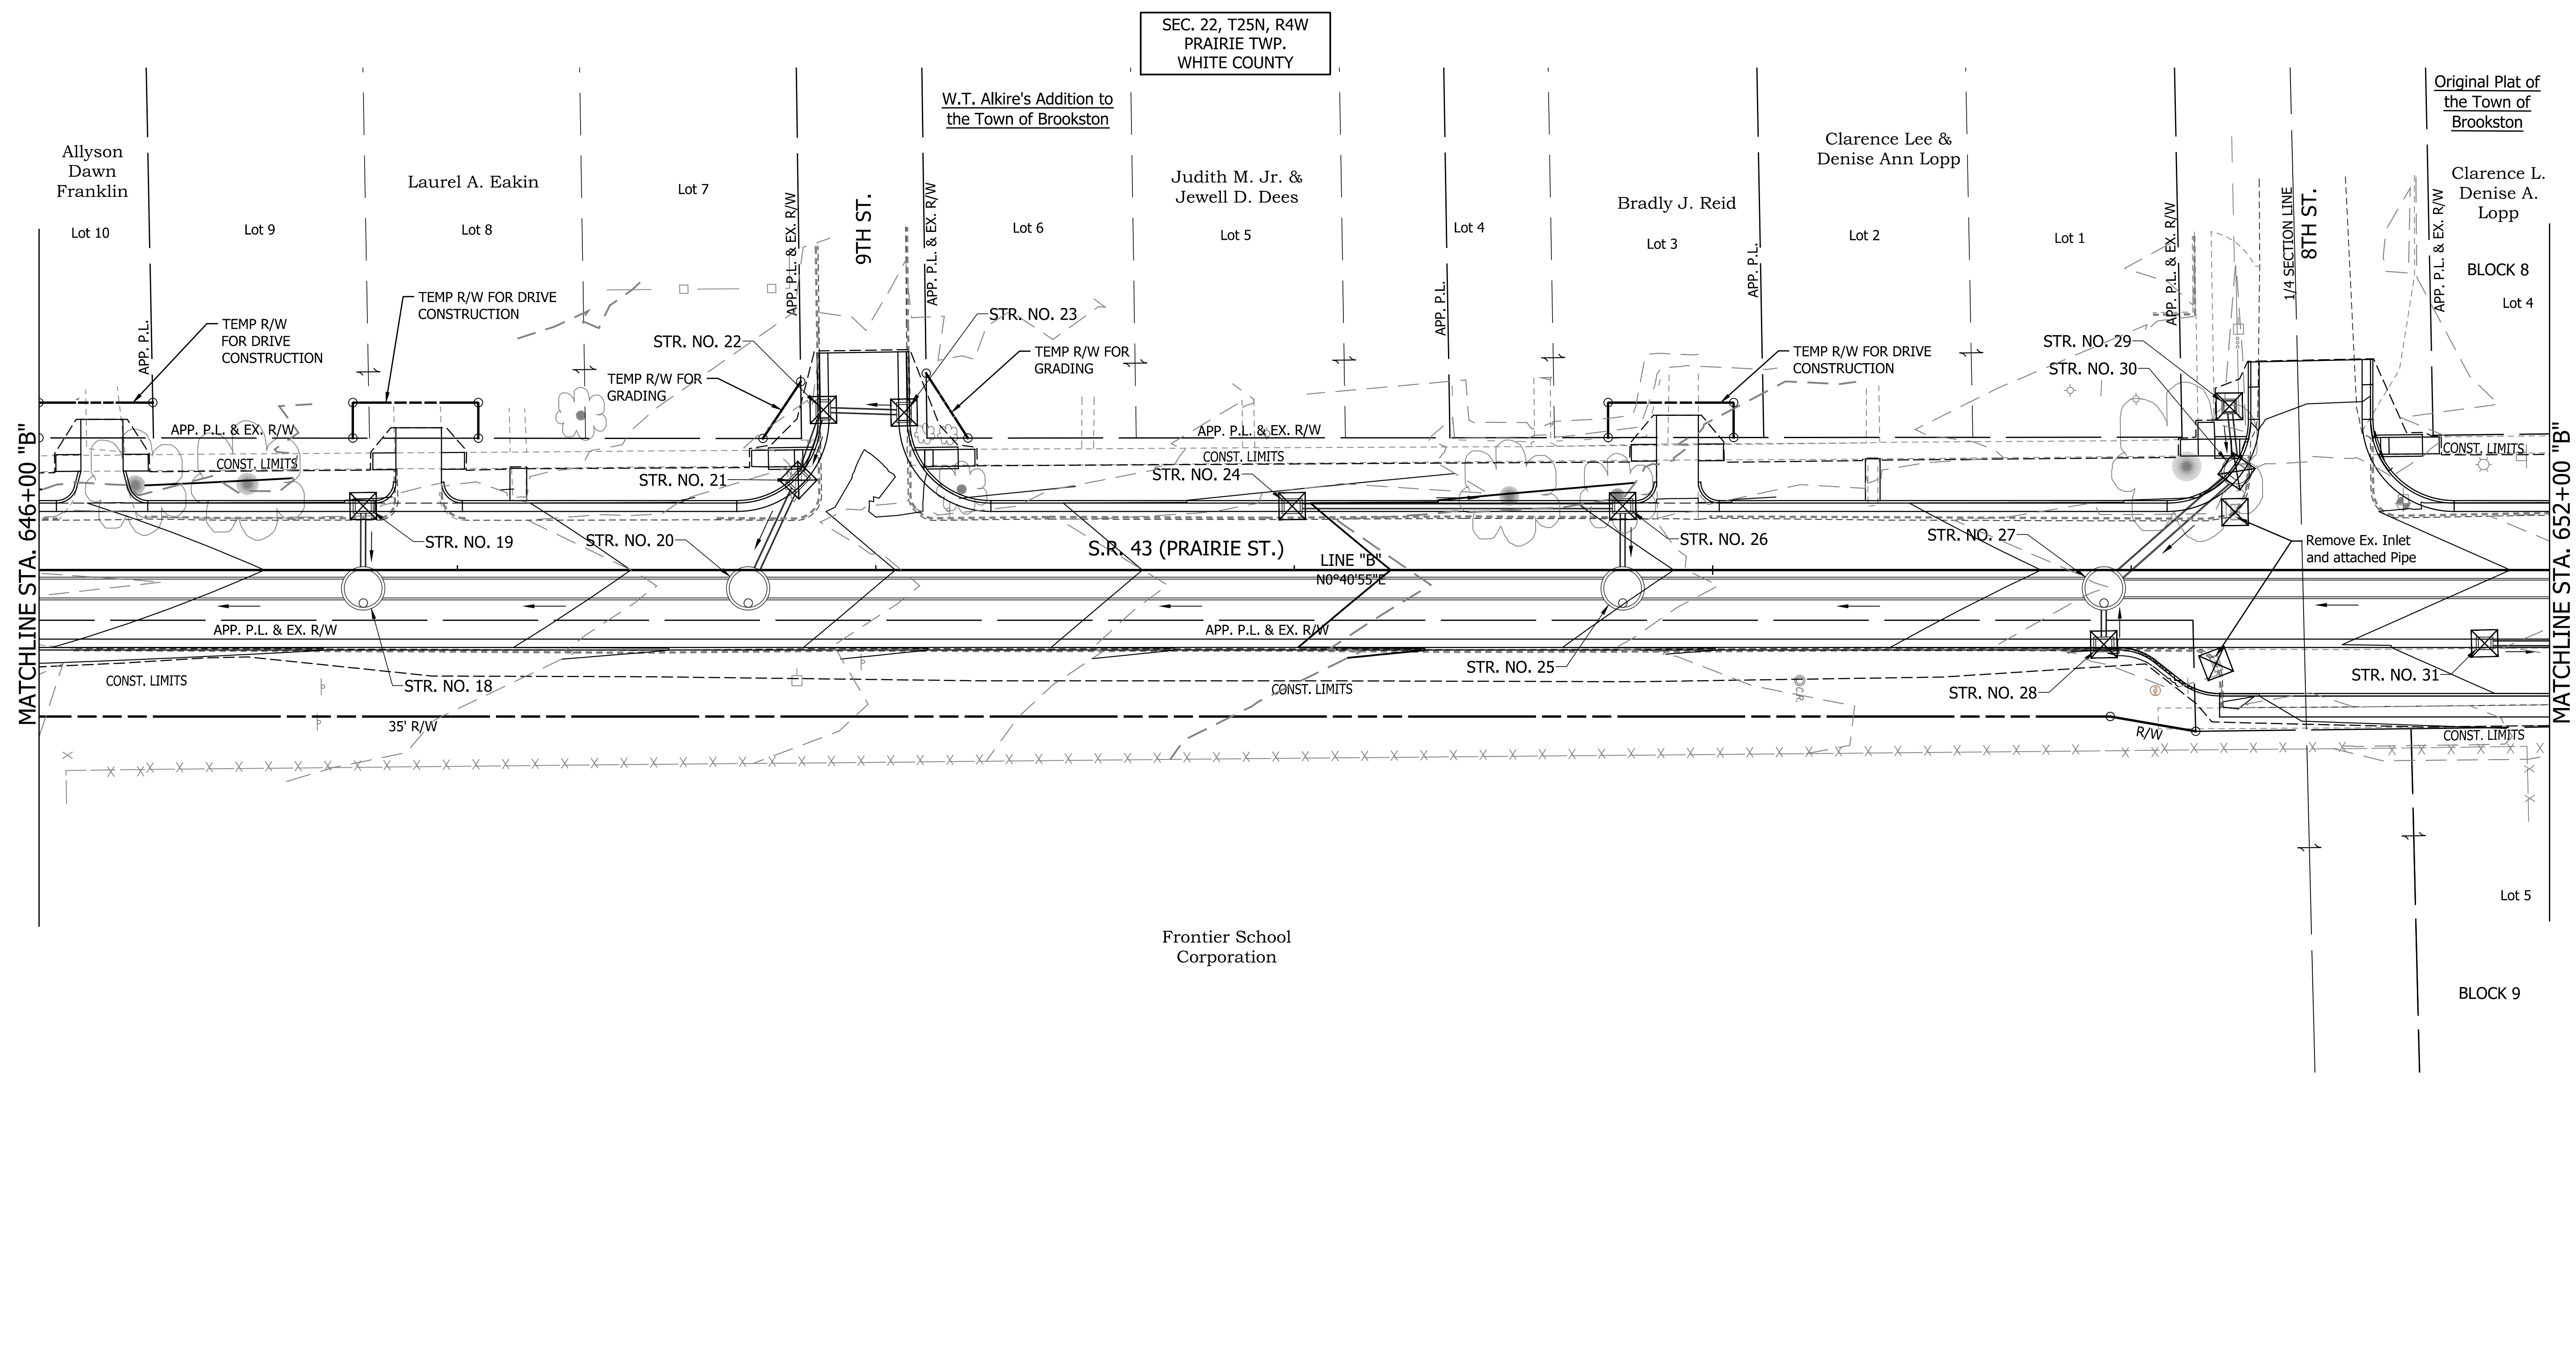 SEC. 22, T25N, R4W
PRAIRIE TWP.
WHITE COUNTY
W.T. Alkire's Addition to
the Town of Brookston
Original Plat of
the Town of
Brookston
Allyson
Dawn
Franklin
Lot 10
Lot 9
Laurel A. Eakin
Lot 8
Lot 7
9TH ST.
Lot 6
Judith M. Jr. &
Jewell D. Dees
Lot 5
Lot 4
Bradly J. Reid
Lot 3
Clarence Lee &
Denise Ann Lopp
Lot 2
Lot 1
1/4 SECTION LINE
8TH ST.
Clarence L.
Denise A.
Lopp
BLOCK 8
Lot 4
APP. P.L.
APP. P.L. & EX. R/W
APP. P.L. & EX. R/W
APP. P.L.
APP. P.L.
APP. P.L. & EX. R/W
APP. P.L. & EX. R/W
TEMP R/W
FOR DRIVE
CONSTRUCTION
TEMP R/W FOR DRIVE
CONSTRUCTION
STR. NO. 22
TEMP R/W FOR
GRADING
STR. NO. 23
TEMP R/W FOR
GRADING
TEMP R/W FOR DRIVE
CONSTRUCTION
STR. NO. 29
STR. NO. 30
APP. P.L. & EX. R/W
CONST. LIMITS
STR. NO. 21
APP. P.L. & EX. R/W
CONST. LIMITS
STR. NO. 24
CONST. LIMITS
STR. NO. 19
STR. NO. 20
S.R. 43 (PRAIRIE ST.)
LINE "B"
N0°40'55"E
STR. NO. 26
STR. NO. 27
Remove Ex. Inlet
and attached Pipe
MATCHLINE STA. 646+00 "B"
MATCHLINE STA. 652+00 "B"
APP. P.L. & EX. R/W
APP. P.L. & EX. R/W
CONST. LIMITS
STR. NO. 18
CONST. LIMITS
STR. NO. 25
C.P.
STR. NO. 28
STR. NO. 31
35' R/W
R/W
CONST. LIMITS
Lot 5
Frontier School
Corporation
BLOCK 9